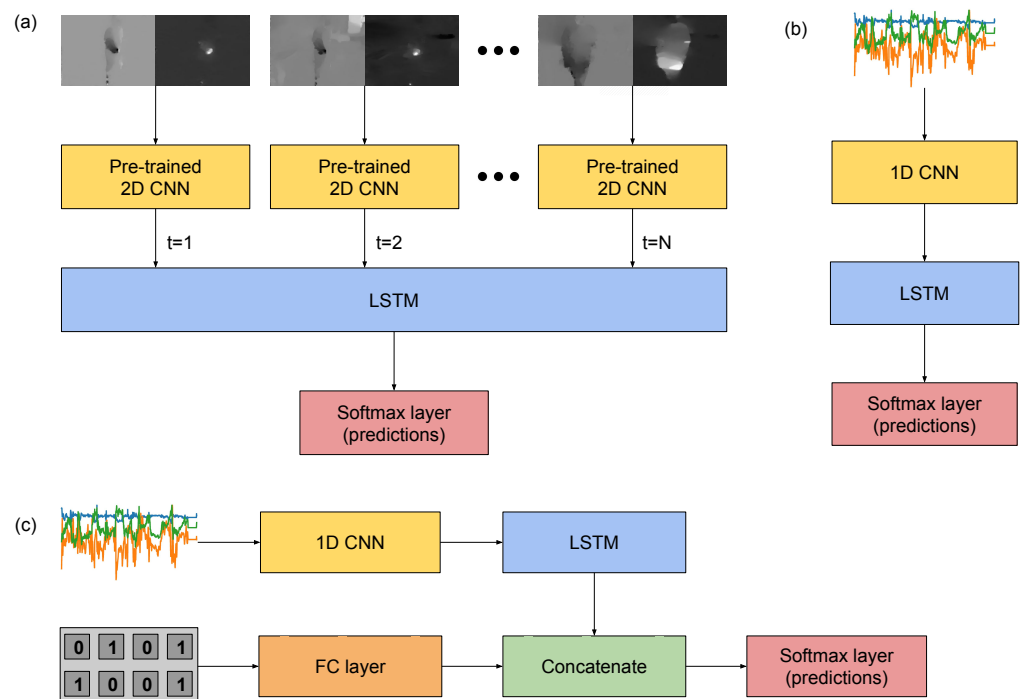 (a)
(b)
Pre-trained
2D CNN
Pre-trained
2D CNN
Pre-trained
2D CNN
1D CNN
t=1
t=2
t=N
LSTM
LSTM
Softmax layer
(predictions)
Softmax layer
(predictions)
(c)
1D CNN
LSTM
0 1 0 1
1 0 0 1
FC layer
Concatenate
Softmax layer
(predictions)